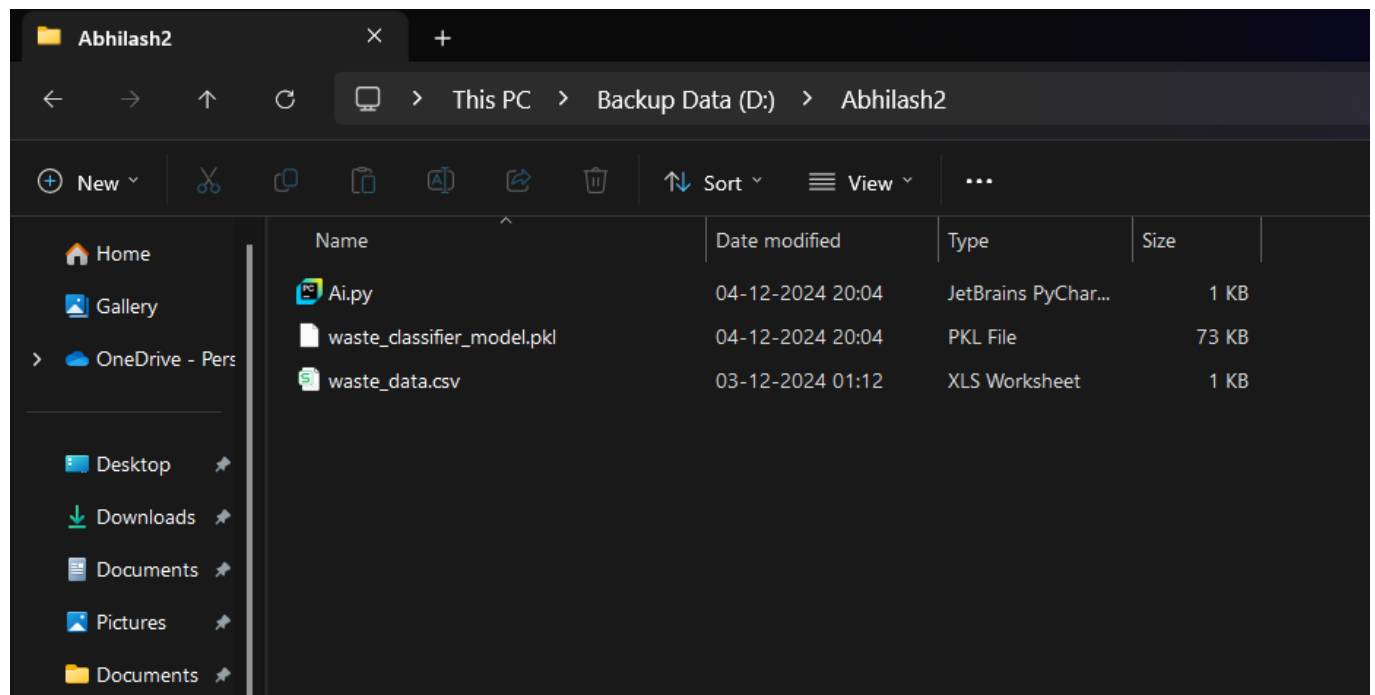 Abhilash2
This PC > Backup Data (D:) > Abhilash2
New Sort View ...
Name Date modified Type Size
Home
Gallery
OneDrive - Pers
Desktop
Downloads
Documents
Pictures
Documents
Ai.py 04-12-2024 20:04 JetBrains PyChar... 1 KB
waste_classifier_model.pkl 04-12-2024 20:04 PKL File 73 KB
waste_data.csv 03-12-2024 01:12 XLS Worksheet 1 KB